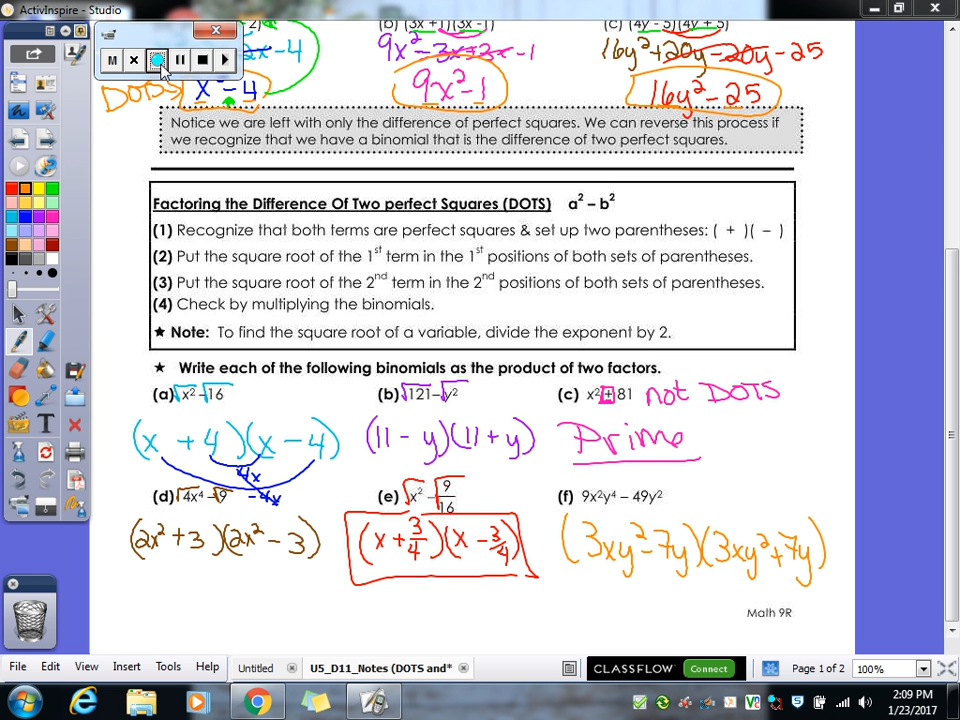 ActivInspire
(b) (3x +1)(3x -1)
(c) (4y - 5)(4y + 5)
-4
9x² - 3x + 3x - 1
16y² + 20y - 20y - 25
DOTS
x² - 4
9x² - 1
16y² - 25
Notice we are left with only the difference of perfect squares. We can reverse this process if
we recognize that we have a binomial that is the difference of two perfect squares.
Factoring the Difference Of Two perfect Squares (DOTS) a² – b²
(1) Recognize that both terms are perfect squares & set up two parentheses: ( + )( – )
(2) Put the square root of the 1st term in the 1st positions of both sets of parentheses.
(3) Put the square root of the 2nd term in the 2nd positions of both sets of parentheses.
(4) Check by multiplying the binomials.
★ Note: To find the square root of a variable, divide the exponent by 2.
★ Write each of the following binomials as the product of two factors.
(a) √x² - √16
(b) √121 - √y²
(c) x² + 81 not DOTS
(x + 4)(x - 4)
4x
-4x
(11 - y)(11 + y)
Prime
(d) √4x⁴ - √9
(e) √x² - √9/16
(f) 9x²y⁴ – 49y²
(2x² + 3)(2x² - 3)
(x + 3/4)(x - 3/4)
(3xy² - 7y)(3xy² + 7y)
Math 9R
File Edit View Insert Tools Help
Untitled
U5_D11_Notes (DOTS and*
CLASSFLOW Connect
Page 1 of 2
100%
2:09 PM
1/23/2017